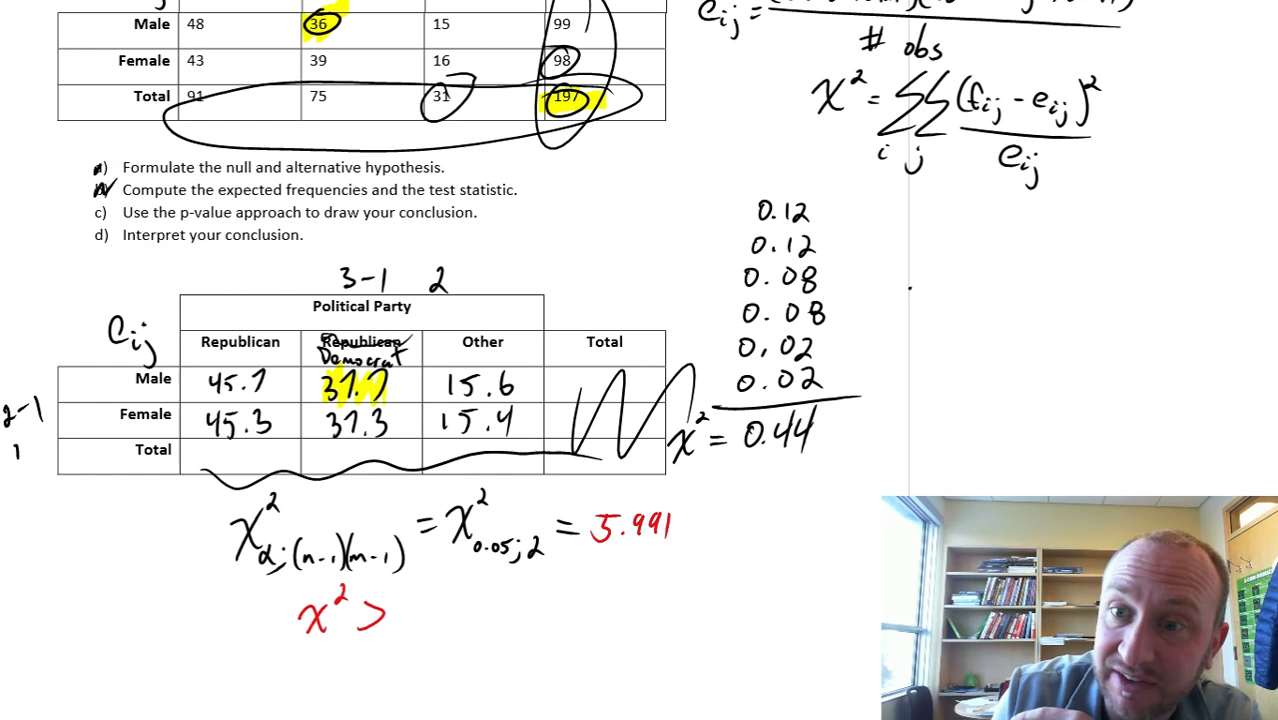 Male 48 36 15 99
Female 43 39 16 98
Total 91 75 31 197
eij =
# obs
χ² = ΣΣ (fij - eij)²
i j eij
a) Formulate the null and alternative hypothesis.
b) Compute the expected frequencies and the test statistic.
c) Use the p-value approach to draw your conclusion.
d) Interpret your conclusion.
3-1 2
Political Party
eij
Republican Republican Other Total
Democrat
Male 45.7 37.7 15.6
Female 45.3 37.3 15.4
Total
2-1
1
0.12
0.12
0.08
0.08
0.02
0.02
χ² = 0.44
χ²α;(n-1)(m-1) = χ²0.05;2 = 5.991
χ² >